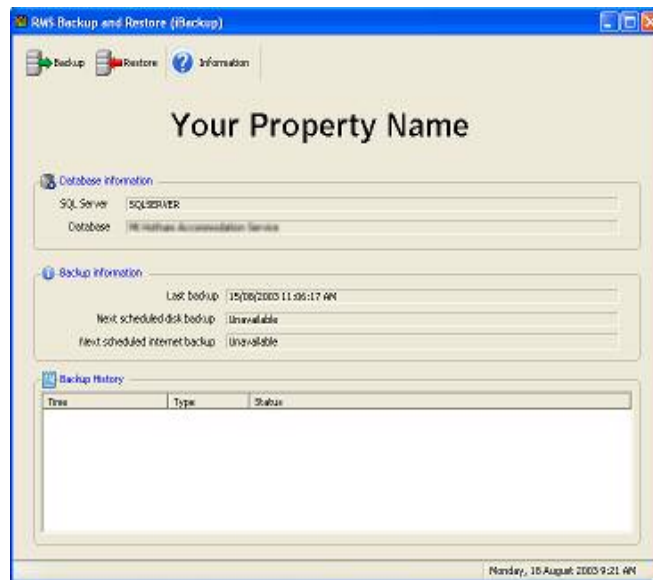 RMS Backup and Restore (iBackup)
Backup Restore Information
Your Property Name
Database information
SQL Server SQLSERVER
Database
Backup information
Last backup 15/08/2003 11:06:17 AM
Next scheduled disk backup Unavailable
Next scheduled internet backup Unavailable
Backup History
Time Type Status
Monday, 18 August 2003 9:21 AM